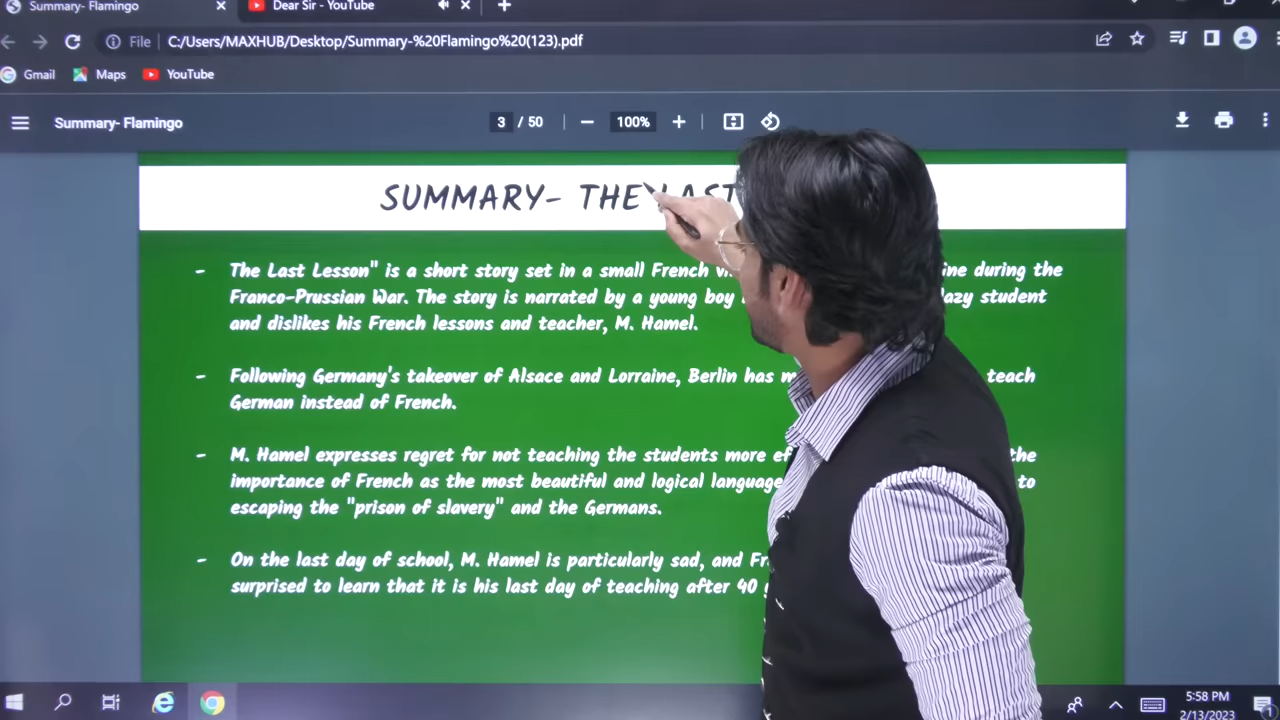 Summary- Flamingo
Dear Sir - YouTube
File C:/Users/MAXHUB/Desktop/Summary-%20Flamingo%20(123).pdf
Gmail Maps YouTube
Summary- Flamingo 3 / 50 100%
SUMMARY- THE LAST
- The Last Lesson" is a short story set in a small French during the
Franco-Prussian War. The story is narrated by a young boy lazy student
and dislikes his French lessons and teacher, M. Hamel.
- Following Germany's takeover of Alsace and Lorraine, Berlin has teach
German instead of French.
- M. Hamel expresses regret for not teaching the students more the
importance of French as the most beautiful and logical language to
escaping the "prison of slavery" and the Germans.
- On the last day of school, M. Hamel is particularly sad, and
surprised to learn that it is his last day of teaching after 40
5:58 PM
2/13/2023